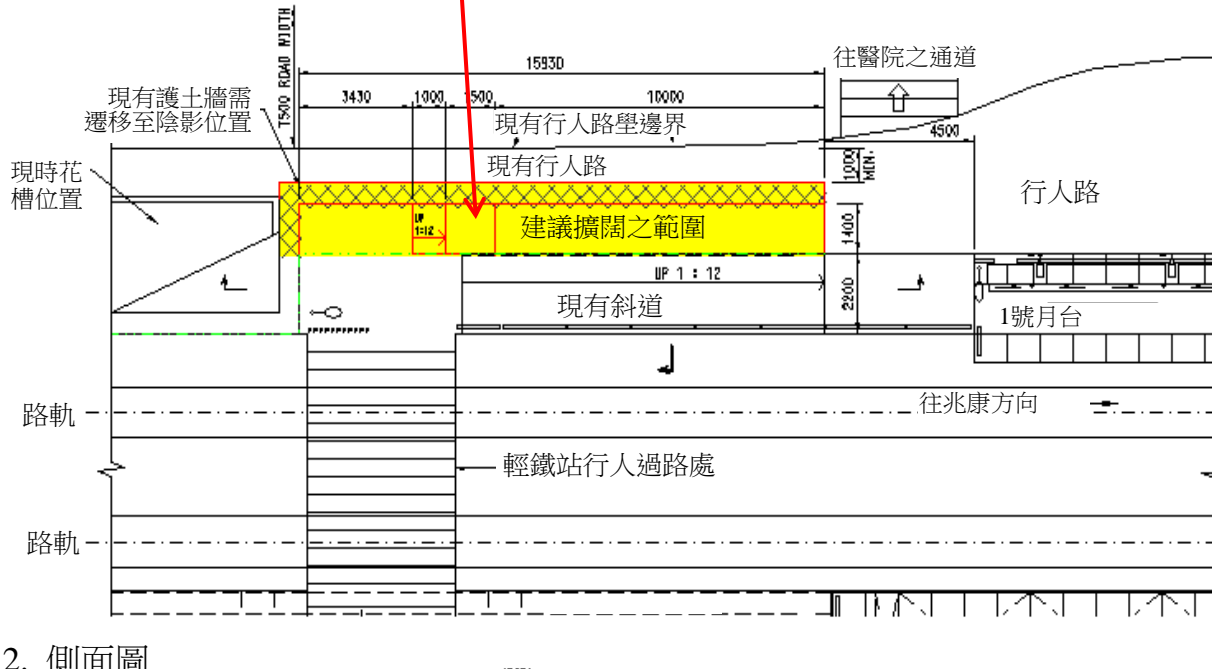 T500 ROAD WIDTH
15930
往醫院之通道
3430
1000
1500
10000
現有護土牆需
遷移至陰影位置
現有行人路壆邊界
4500
現有行人路
1000
MIN.
現時花
槽位置
行人路
UP
1:12
建議擴闊之範圍
1400
UP 1 : 12
2200
現有斜道
1號月台
往兆康方向
路軌
輕鐵站行人過路處
路軌
2. 側面圖